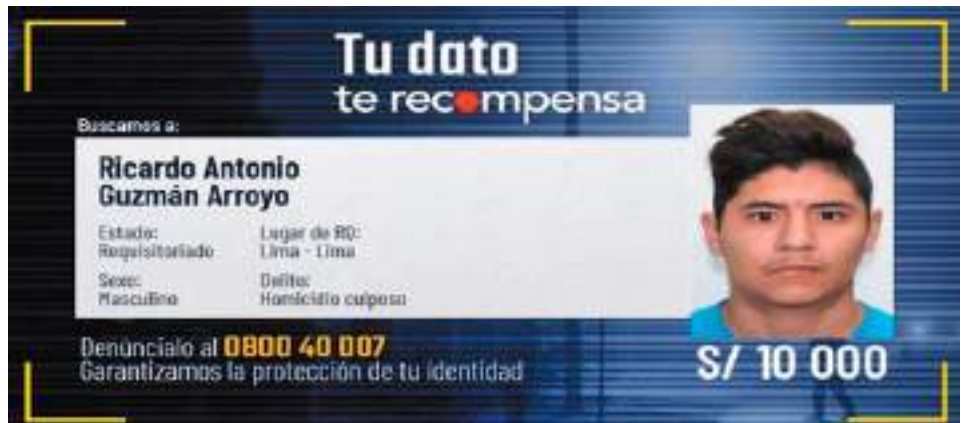 Tu dato
te recompensa
Buscamos a:
Ricardo Antonio
Guzmán Arroyo
Estado:
Requisitoriado
Lugar de RQ:
Lima - Lima
Sexo:
Masculino
Delito:
Homicidio culposo
Denúncialo al 0800 40 007
Garantizamos la protección de tu identidad
S/ 10 000